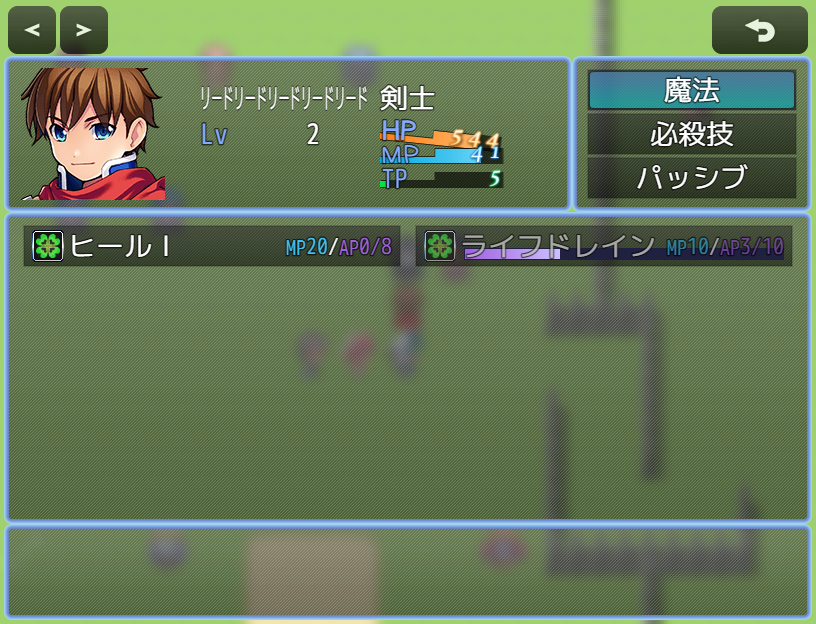 < >
リードリードリードリードリード 剣士
Lv 2
HP 544
MP 41
TP 5
魔法
必殺技
パッシブ
ヒールⅠ MP20/AP0/8
ライフドレイン MP10/AP3/10